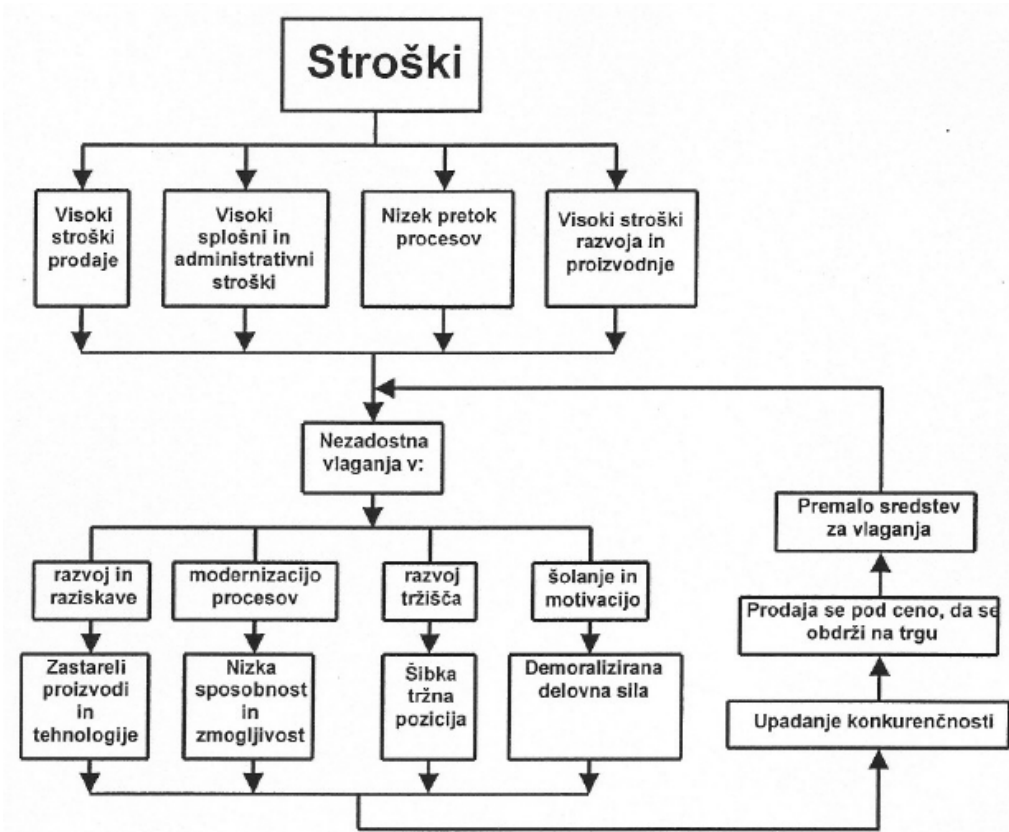 Stroški
Visoki
stroški
prodaje
Visoki
splošni in
administrativni
stroški
Nizek pretok
procesov
Visoki stroški
razvoja in
proizvodnje
Nezadostna
vlaganja v:
razvoj in
raziskave
modernizacijo
procesov
razvoj
tržišča
šolanje in
motivacijo
Zastareli
proizvodi
in
tehnologije
Nizka
sposobnost
in
zmogljivost
Šibka
tržna
pozicija
Demoralizirana
delovna sila
Premalo sredstev
za vlaganja
Prodaja se pod ceno, da se
obdrži na trgu
Upadanje konkurenčnosti